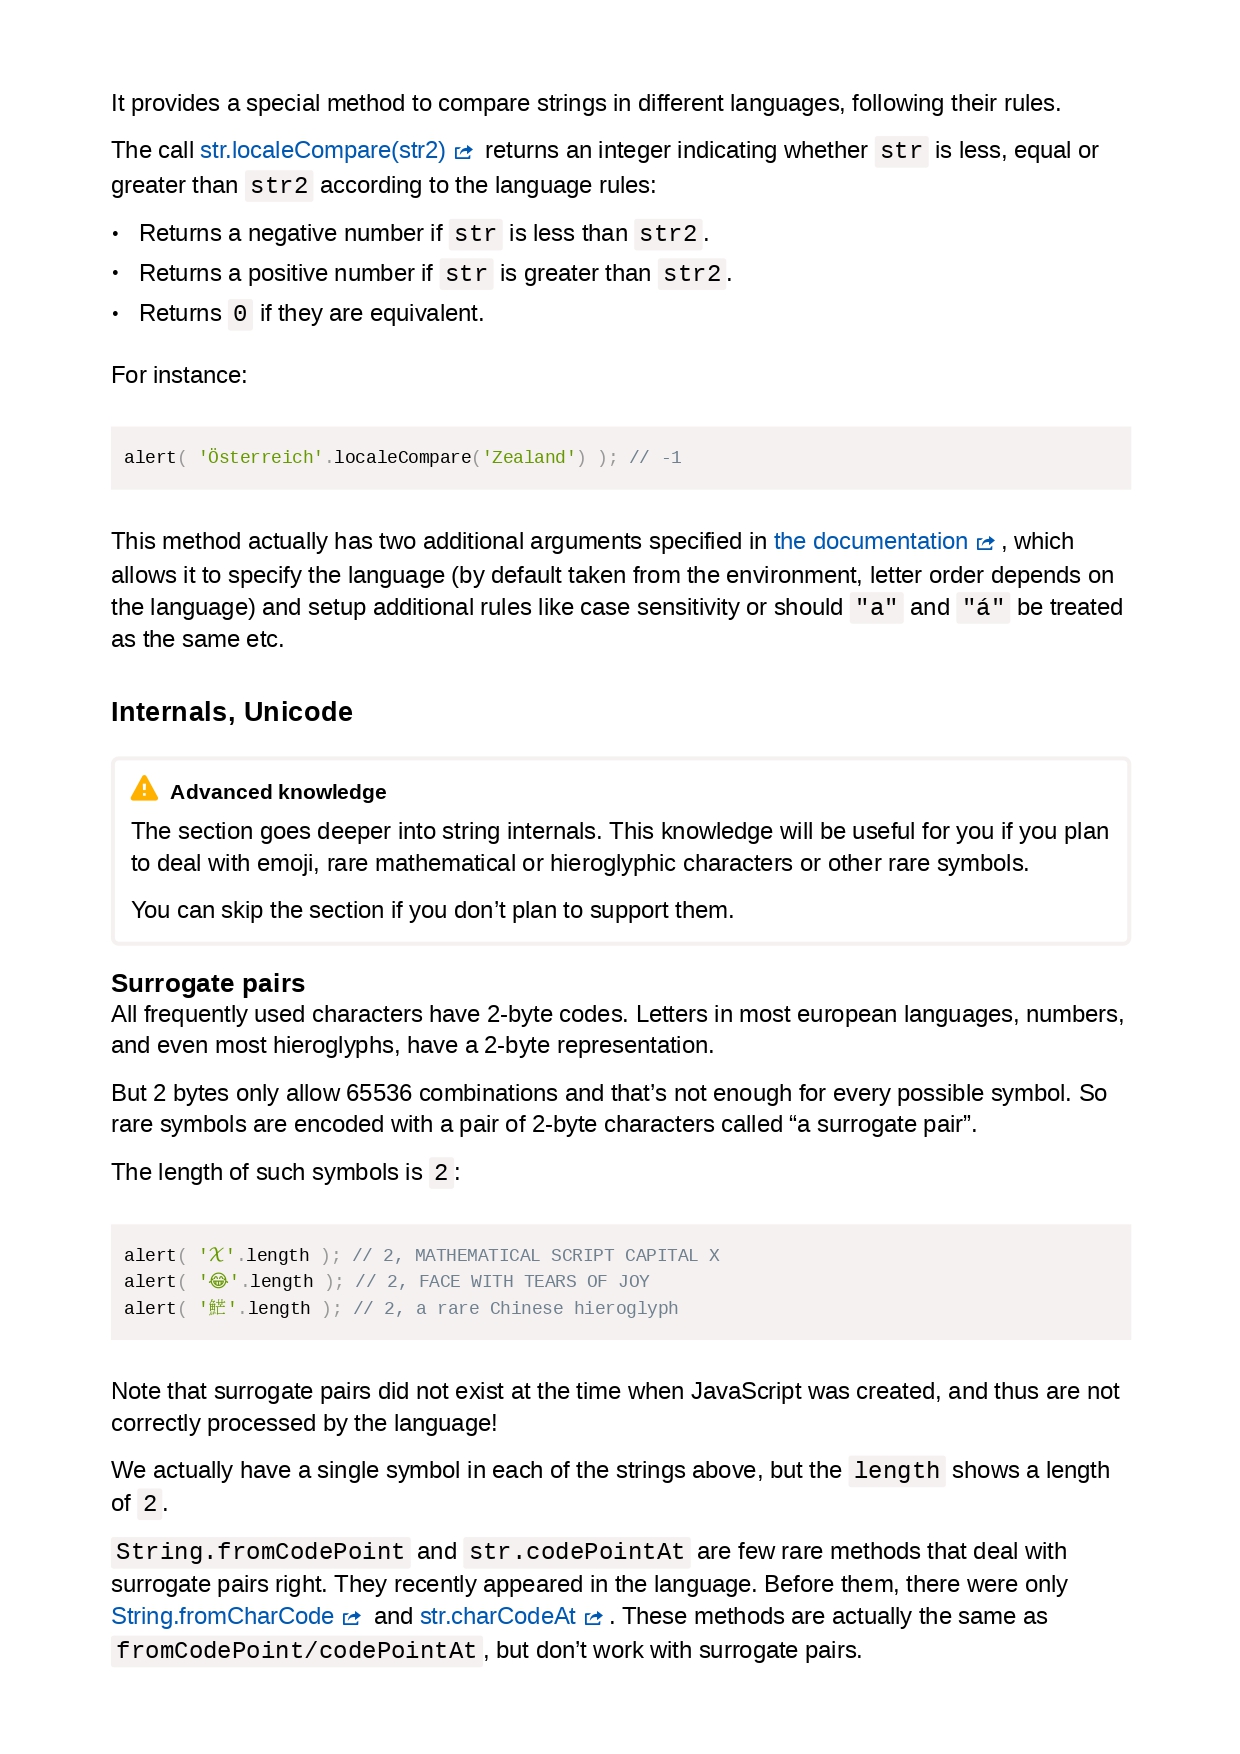 It provides a special method to compare strings in different languages, following their rules.
The call str.localeCompare(str2) returns an integer indicating whether str is less, equal or
greater than str2 according to the language rules:
• Returns a negative number if str is less than str2.
• Returns a positive number if str is greater than str2.
• Returns 0 if they are equivalent.
For instance:
alert( 'Österreich'.localeCompare('Zealand') ); // -1
This method actually has two additional arguments specified in the documentation , which
allows it to specify the language (by default taken from the environment, letter order depends on
the language) and setup additional rules like case sensitivity or should "a" and "á" be treated
as the same etc.
Internals, Unicode
Advanced knowledge
The section goes deeper into string internals. This knowledge will be useful for you if you plan
to deal with emoji, rare mathematical or hieroglyphic characters or other rare symbols.
You can skip the section if you don’t plan to support them.
Surrogate pairs
All frequently used characters have 2-byte codes. Letters in most european languages, numbers,
and even most hieroglyphs, have a 2-byte representation.
But 2 bytes only allow 65536 combinations and that’s not enough for every possible symbol. So
rare symbols are encoded with a pair of 2-byte characters called “a surrogate pair”.
The length of such symbols is 2:
alert( '𝒳'.length ); // 2, MATHEMATICAL SCRIPT CAPITAL X
alert( '😂'.length ); // 2, FACE WITH TEARS OF JOY
alert( '𩷶'.length ); // 2, a rare Chinese hieroglyph
Note that surrogate pairs did not exist at the time when JavaScript was created, and thus are not
correctly processed by the language!
We actually have a single symbol in each of the strings above, but the length shows a length
of 2.
String.fromCodePoint and str.codePointAt are few rare methods that deal with
surrogate pairs right. They recently appeared in the language. Before them, there were only
String.fromCharCode and str.charCodeAt . These methods are actually the same as
fromCodePoint/codePointAt, but don’t work with surrogate pairs.